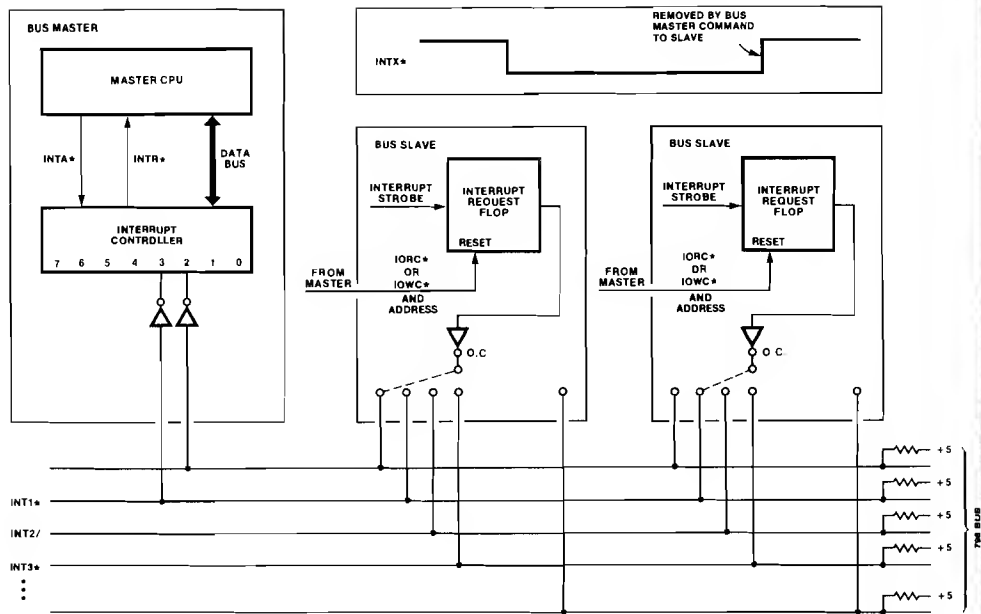 BUS MASTER
MASTER CPU
INTA*
INTR*
DATA
BUS
INTERRUPT
CONTROLLER
7 6 5 4 3 2 1 0
REMOVED BY BUS
MASTER COMMAND
TO SLAVE
INTX*
BUS SLAVE
INTERRUPT
STROBE
INTERRUPT
REQUEST
FLOP
RESET
FROM
MASTER
IORC*
OR
IOWC*
AND
ADDRESS
O.C
BUS SLAVE
INTERRUPT
STROBE
INTERRUPT
REQUEST
FLOP
RESET
FROM
MASTER
IORC*
OR
IOWC*
AND
ADDRESS
O C.
+5
INT1*
+5
INT2/
+5
INT3*
+5
+5
796 BUS